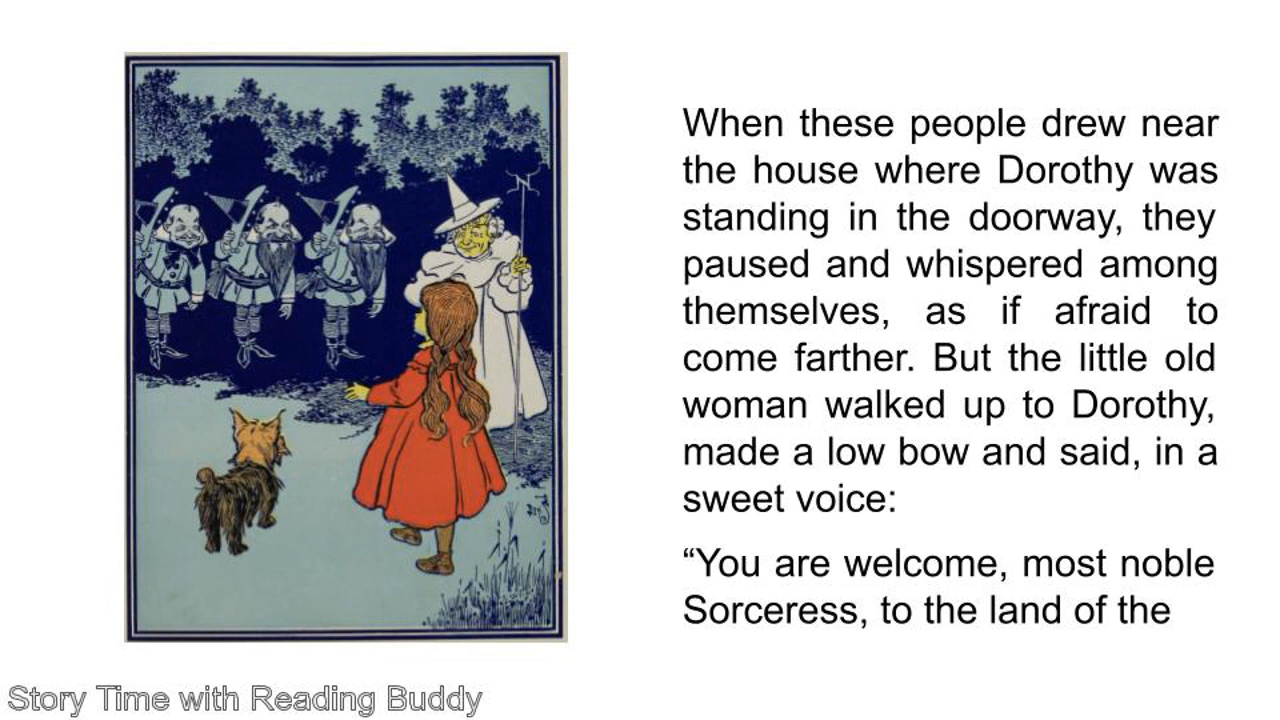 When these people drew near
the house where Dorothy was
standing in the doorway, they
paused and whispered among
themselves, as if afraid to
come farther. But the little old
woman walked up to Dorothy,
made a low bow and said, in a
sweet voice:
“You are welcome, most noble
Sorceress, to the land of the
Story Time with Reading Buddy